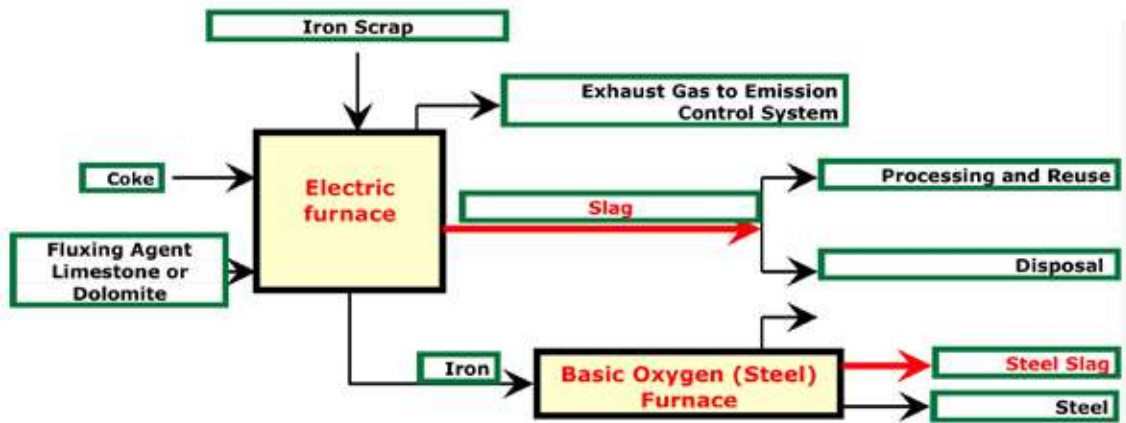 Iron Scrap
Exhaust Gas to Emission
Control System
Coke
Electric
furnace
Processing and Reuse
Slag
Fluxing Agent
Limestone or
Dolomite
Disposal
Iron
Basic Oxygen (Steel)
Furnace
Steel Slag
Steel